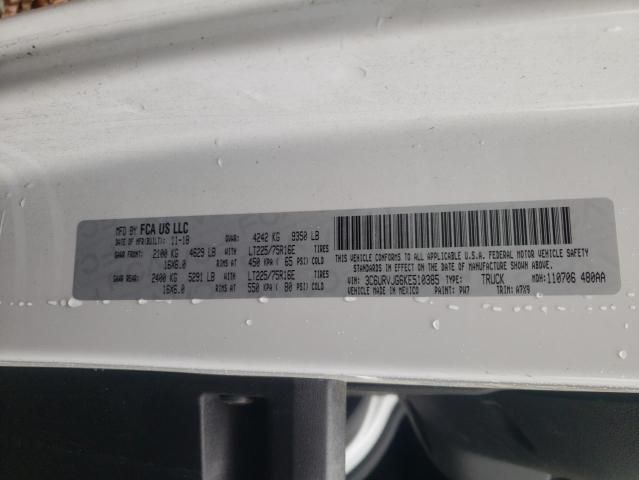 MFD BY FCA US LLC
DATE OF MFR(BUILT): 11-18 GVWR: 4242 KG 9350 LB
GAWR FRONT: 2100 KG 4629 LB WITH LT225/75R16E TIRES
16X6.0 RIMS AT 450 KPA ( 65 PSI) COLD
GAWR REAR: 2400 KG 5291 LB WITH LT225/75R16E TIRES
16X6.0 RIMS AT 550 KPA ( 80 PSI) COLD
THIS VEHICLE CONFORMS TO ALL APPLICABLE U.S.A. FEDERAL MOTOR VEHICLE SAFETY
STANDARDS IN EFFECT ON THE DATE OF MANUFACTURE SHOWN ABOVE.
VIN: 3C6URVJG6KE510385 TYPE: TRUCK MDH: 110706 480AA
VEHICLE MADE IN MEXICO PAINT: PW7 TRIM: A7X9